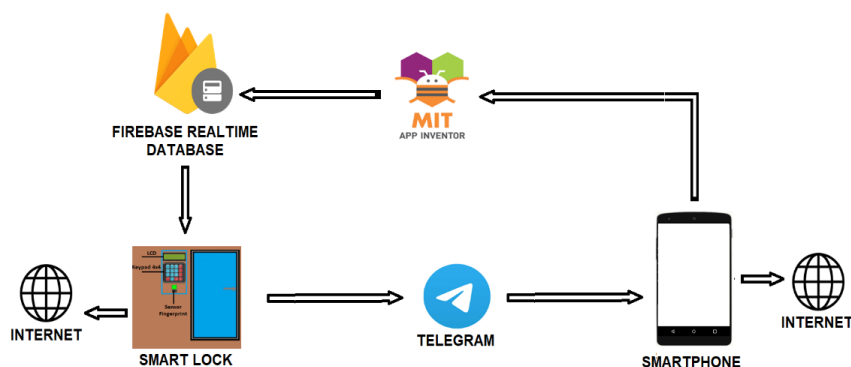 MIT
APP INVENTOR
FIREBASE REALTIME
DATABASE
LCD
Keypad 4x4
Sensor
Fingerprint
INTERNET
SMART LOCK
TELEGRAM
SMARTPHONE
INTERNET